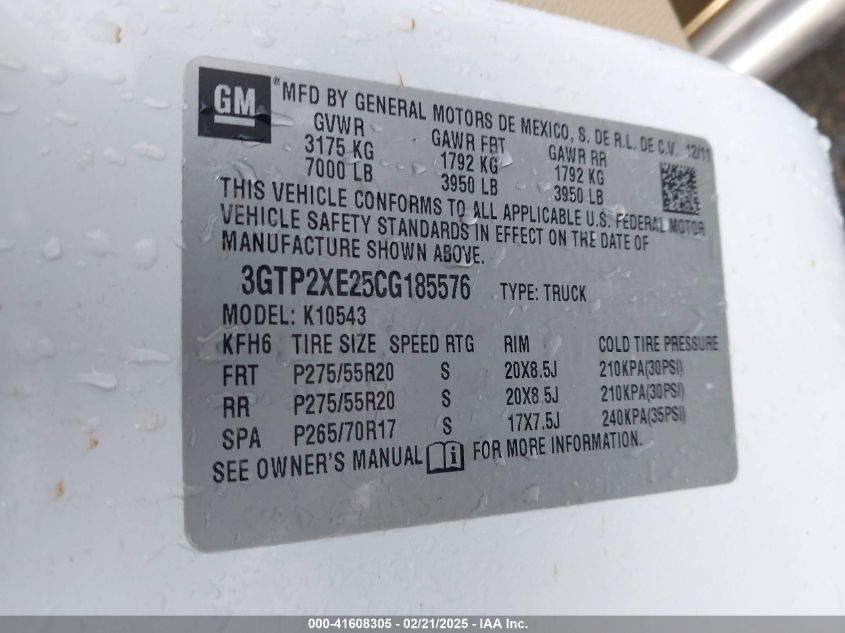 GM ® MFD BY GENERAL MOTORS DE MEXICO, S. DE R.L. DE C.V. 12/11
GVWR GAWR FRT GAWR RR
3175 KG 1792 KG 1792 KG
7000 LB 3950 LB 3950 LB
THIS VEHICLE CONFORMS TO ALL APPLICABLE U.S. FEDERAL MOTOR
VEHICLE SAFETY STANDARDS IN EFFECT ON THE DATE OF
MANUFACTURE SHOWN ABOVE.
3GTP2XE25CG185576 TYPE: TRUCK
MODEL: K10543
KFH6 TIRE SIZE SPEED RTG RIM COLD TIRE PRESSURE
FRT P275/55R20 S 20X8.5J 210KPA(30PSI)
RR P275/55R20 S 20X8.5J 210KPA(30PSI)
SPA P265/70R17 S 17X7.5J 240KPA(35PSI)
SEE OWNER'S MANUAL i FOR MORE INFORMATION.
000-41608305 - 02/21/2025 - IAA Inc.